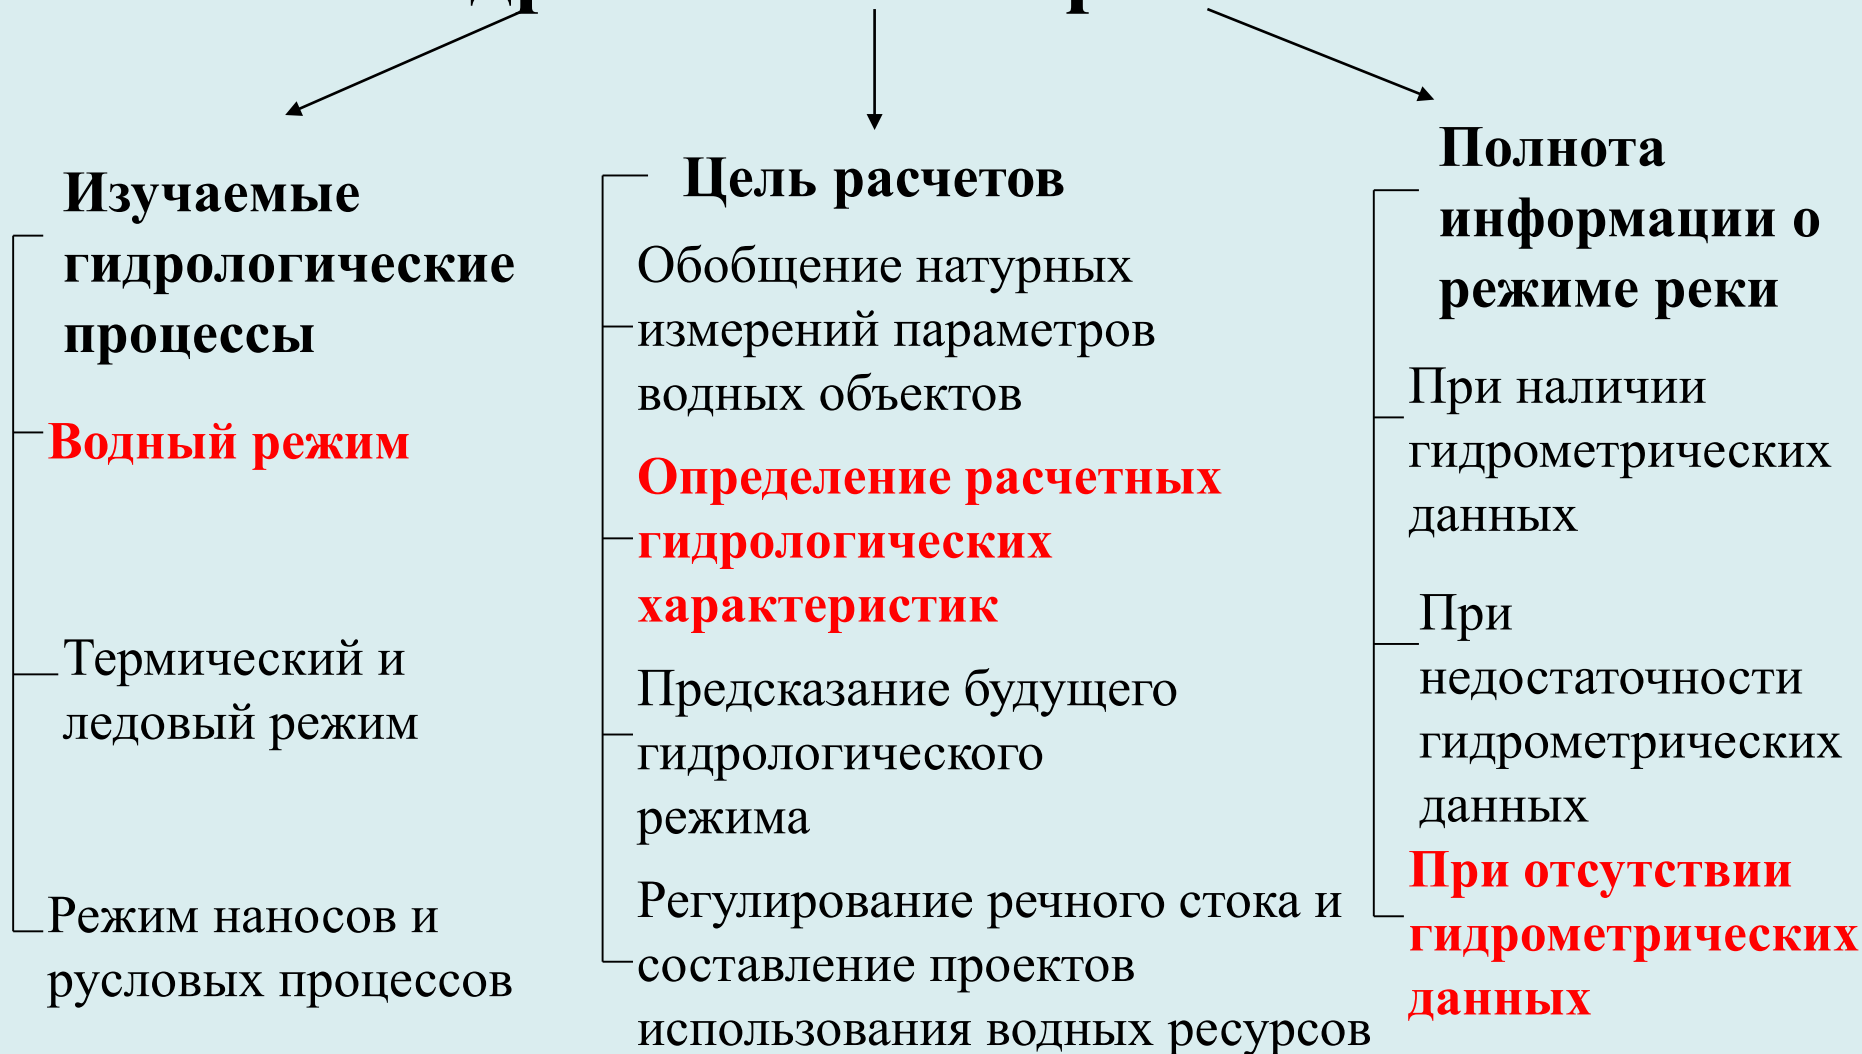 Изучаемые
гидрологические
процессы
Водный режим
Термический и
ледовый режим
Режим наносов и
русловых процессов
Цель расчетов
Обобщение натурных
измерений параметров
водных объектов
Определение расчетных
гидрологических
характеристик
Предсказание будущего
гидрологического
режима
Регулирование речного стока и
составление проектов
использования водных ресурсов
Полнота
информации о
режиме реки
При наличии
гидрометрических
данных
При
недостаточности
гидрометрических
данных
При отсутствии
гидрометрических
данных